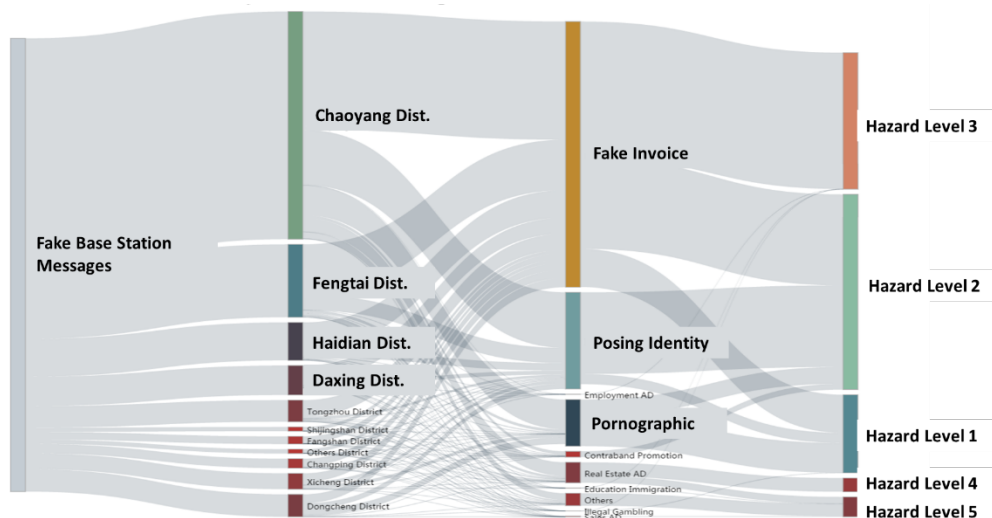 Fake Base Station
Messages
Chaoyang Dist.
Fengtai Dist.
Haidian Dist.
Daxing Dist.
Tongzhou District
Shijingshan District
Fangshan District
Others District
Changping District
Xicheng District
Dongcheng District
Fake Invoice
Posing Identity
Employment AD
Pornographic
Contraband Promotion
Real Estate AD
Education Immigration
Others
Illegal Gambling
Sales AD
Hazard Level 3
Hazard Level 2
Hazard Level 1
Hazard Level 4
Hazard Level 5